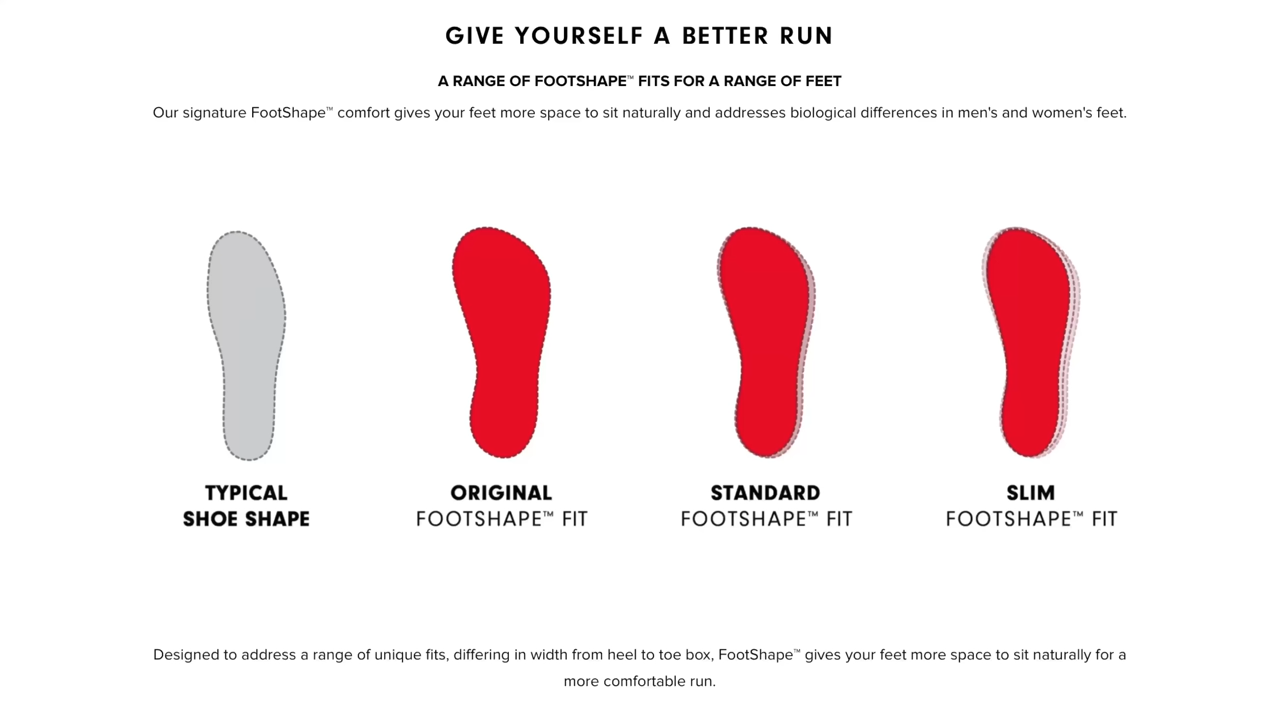 GIVE YOURSELF A BETTER RUN
A RANGE OF FOOTSHAPE™ FITS FOR A RANGE OF FEET
Our signature FootShape™ comfort gives your feet more space to sit naturally and addresses biological differences in men's and women's feet.
TYPICAL
SHOE SHAPE
ORIGINAL
FOOTSHAPE™ FIT
STANDARD
FOOTSHAPE™ FIT
SLIM
FOOTSHAPE™ FIT
Designed to address a range of unique fits, differing in width from heel to toe box, FootShape™ gives your feet more space to sit naturally for a
more comfortable run.